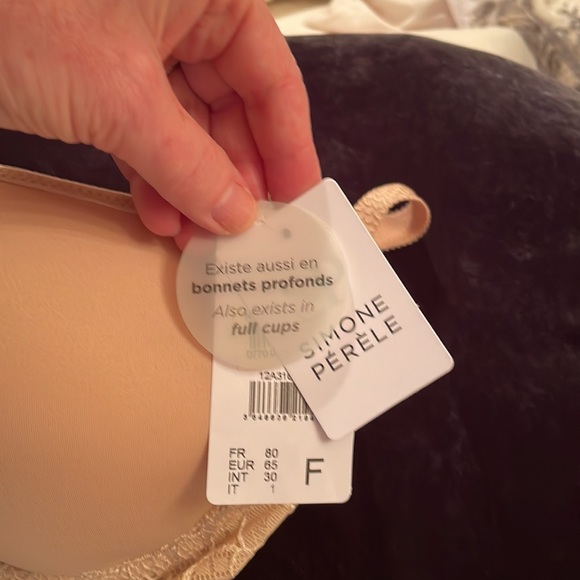 Existe aussi en
bonnets profonds
Also exists in
full cups
SIMONE
PÉRÈLE
FR 80
EUR 65
INT 30
IT 1
F